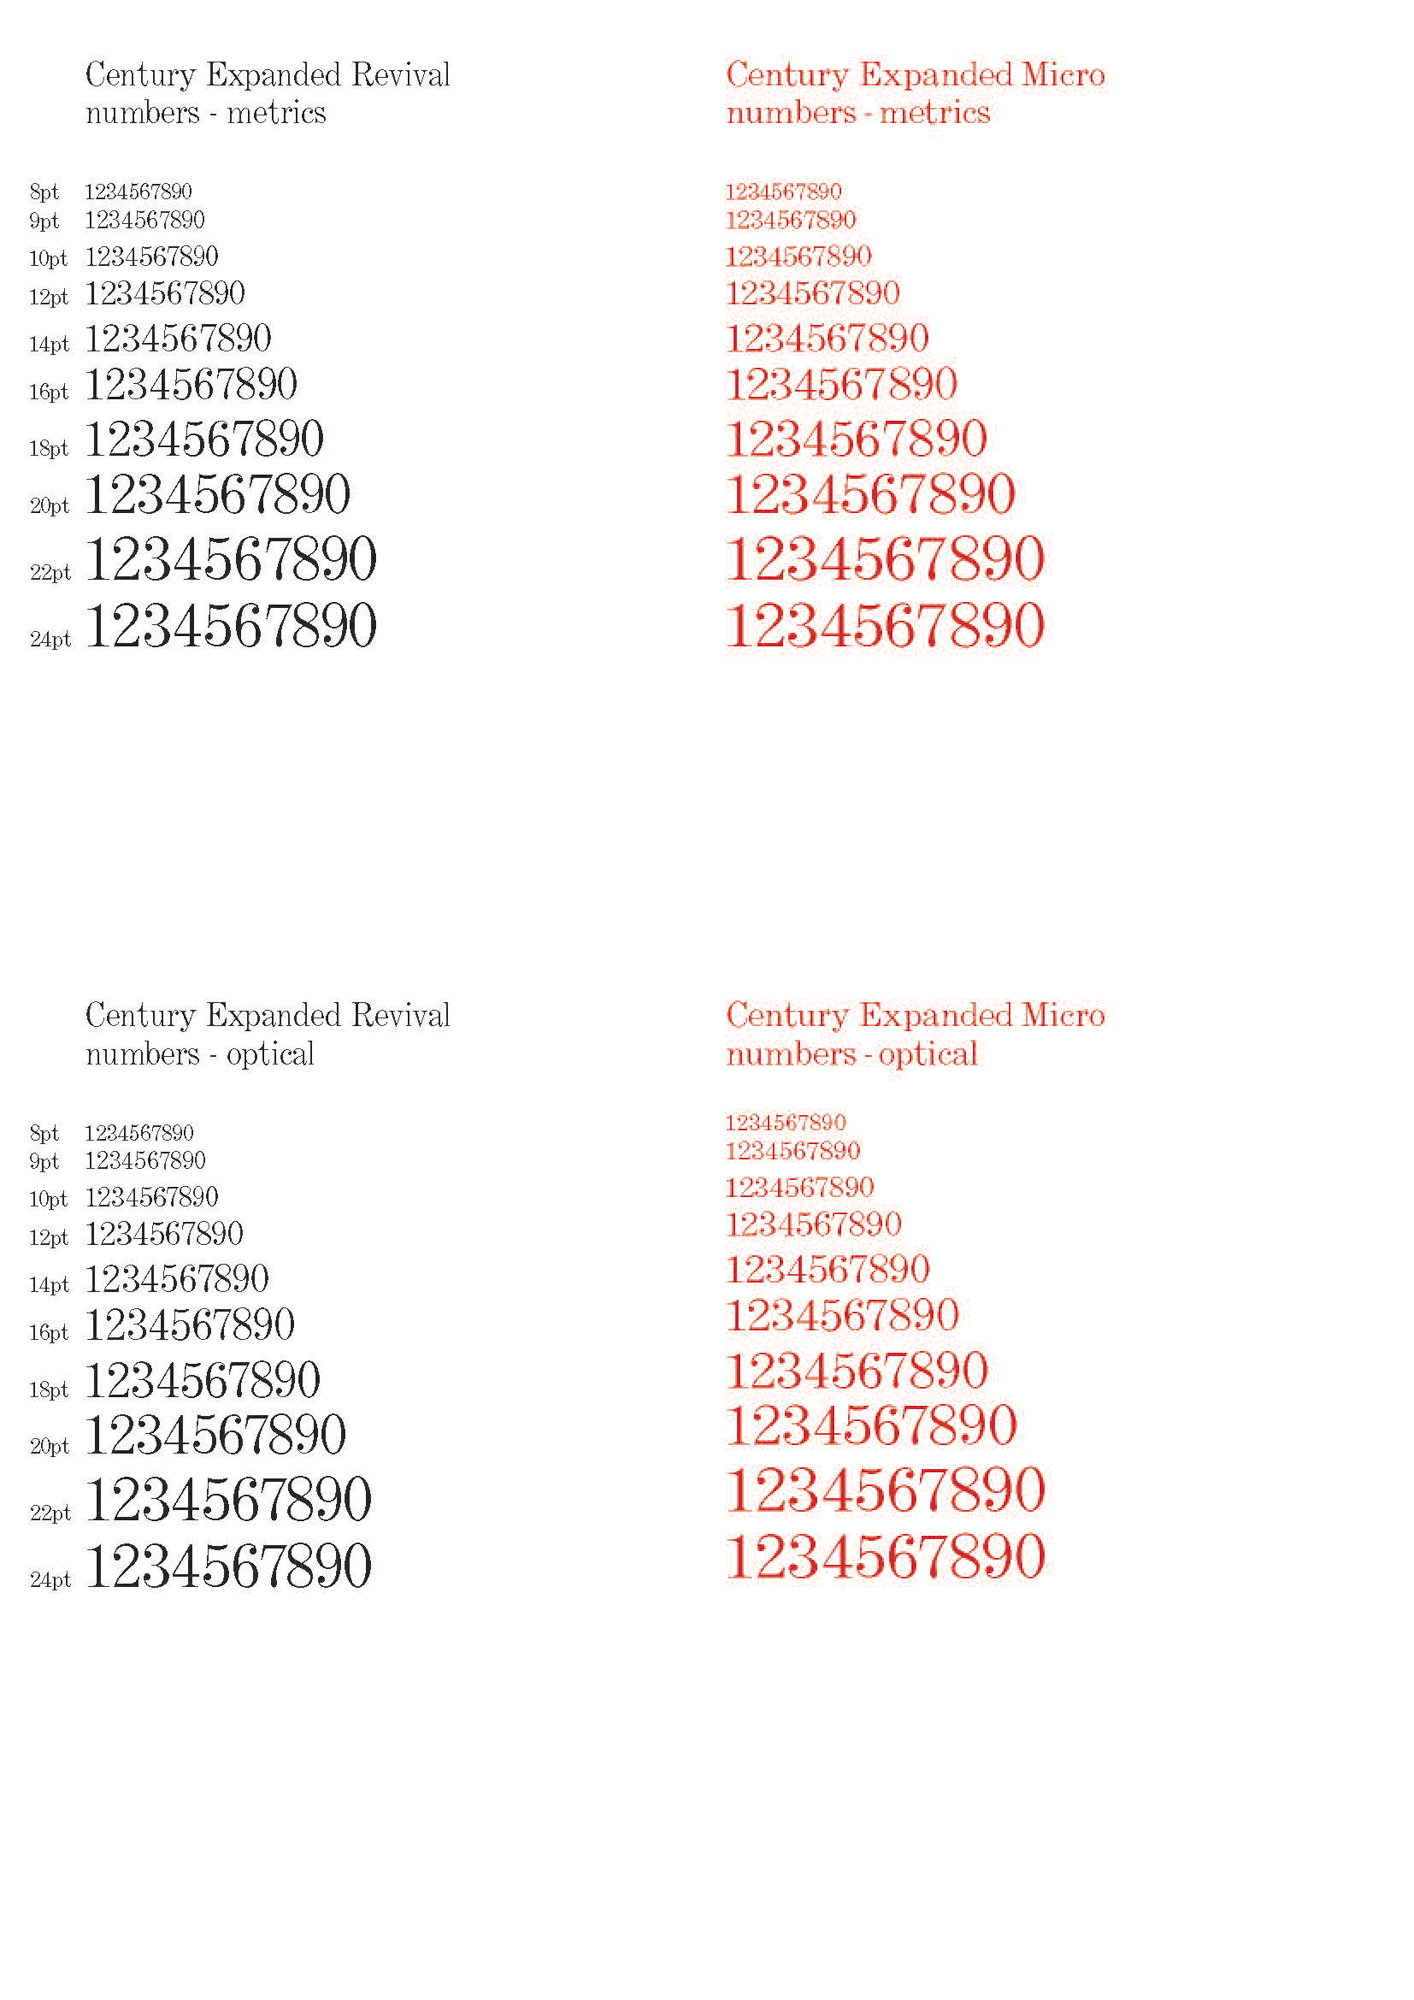 Century Expanded Revival
numbers - metrics
8pt 1234567890
9pt 1234567890
10pt 1234567890
12pt 1234567890
14pt 1234567890
16pt 1234567890
18pt 1234567890
20pt 1234567890
22pt 1234567890
24pt 1234567890
Century Expanded Micro
numbers - metrics
1234567890
1234567890
1234567890
1234567890
1234567890
1234567890
1234567890
1234567890
1234567890
1234567890
Century Expanded Revival
numbers - optical
8pt 1234567890
9pt 1234567890
10pt 1234567890
12pt 1234567890
14pt 1234567890
16pt 1234567890
18pt 1234567890
20pt 1234567890
22pt 1234567890
24pt 1234567890
Century Expanded Micro
numbers - optical
1234567890
1234567890
1234567890
1234567890
1234567890
1234567890
1234567890
1234567890
1234567890
1234567890